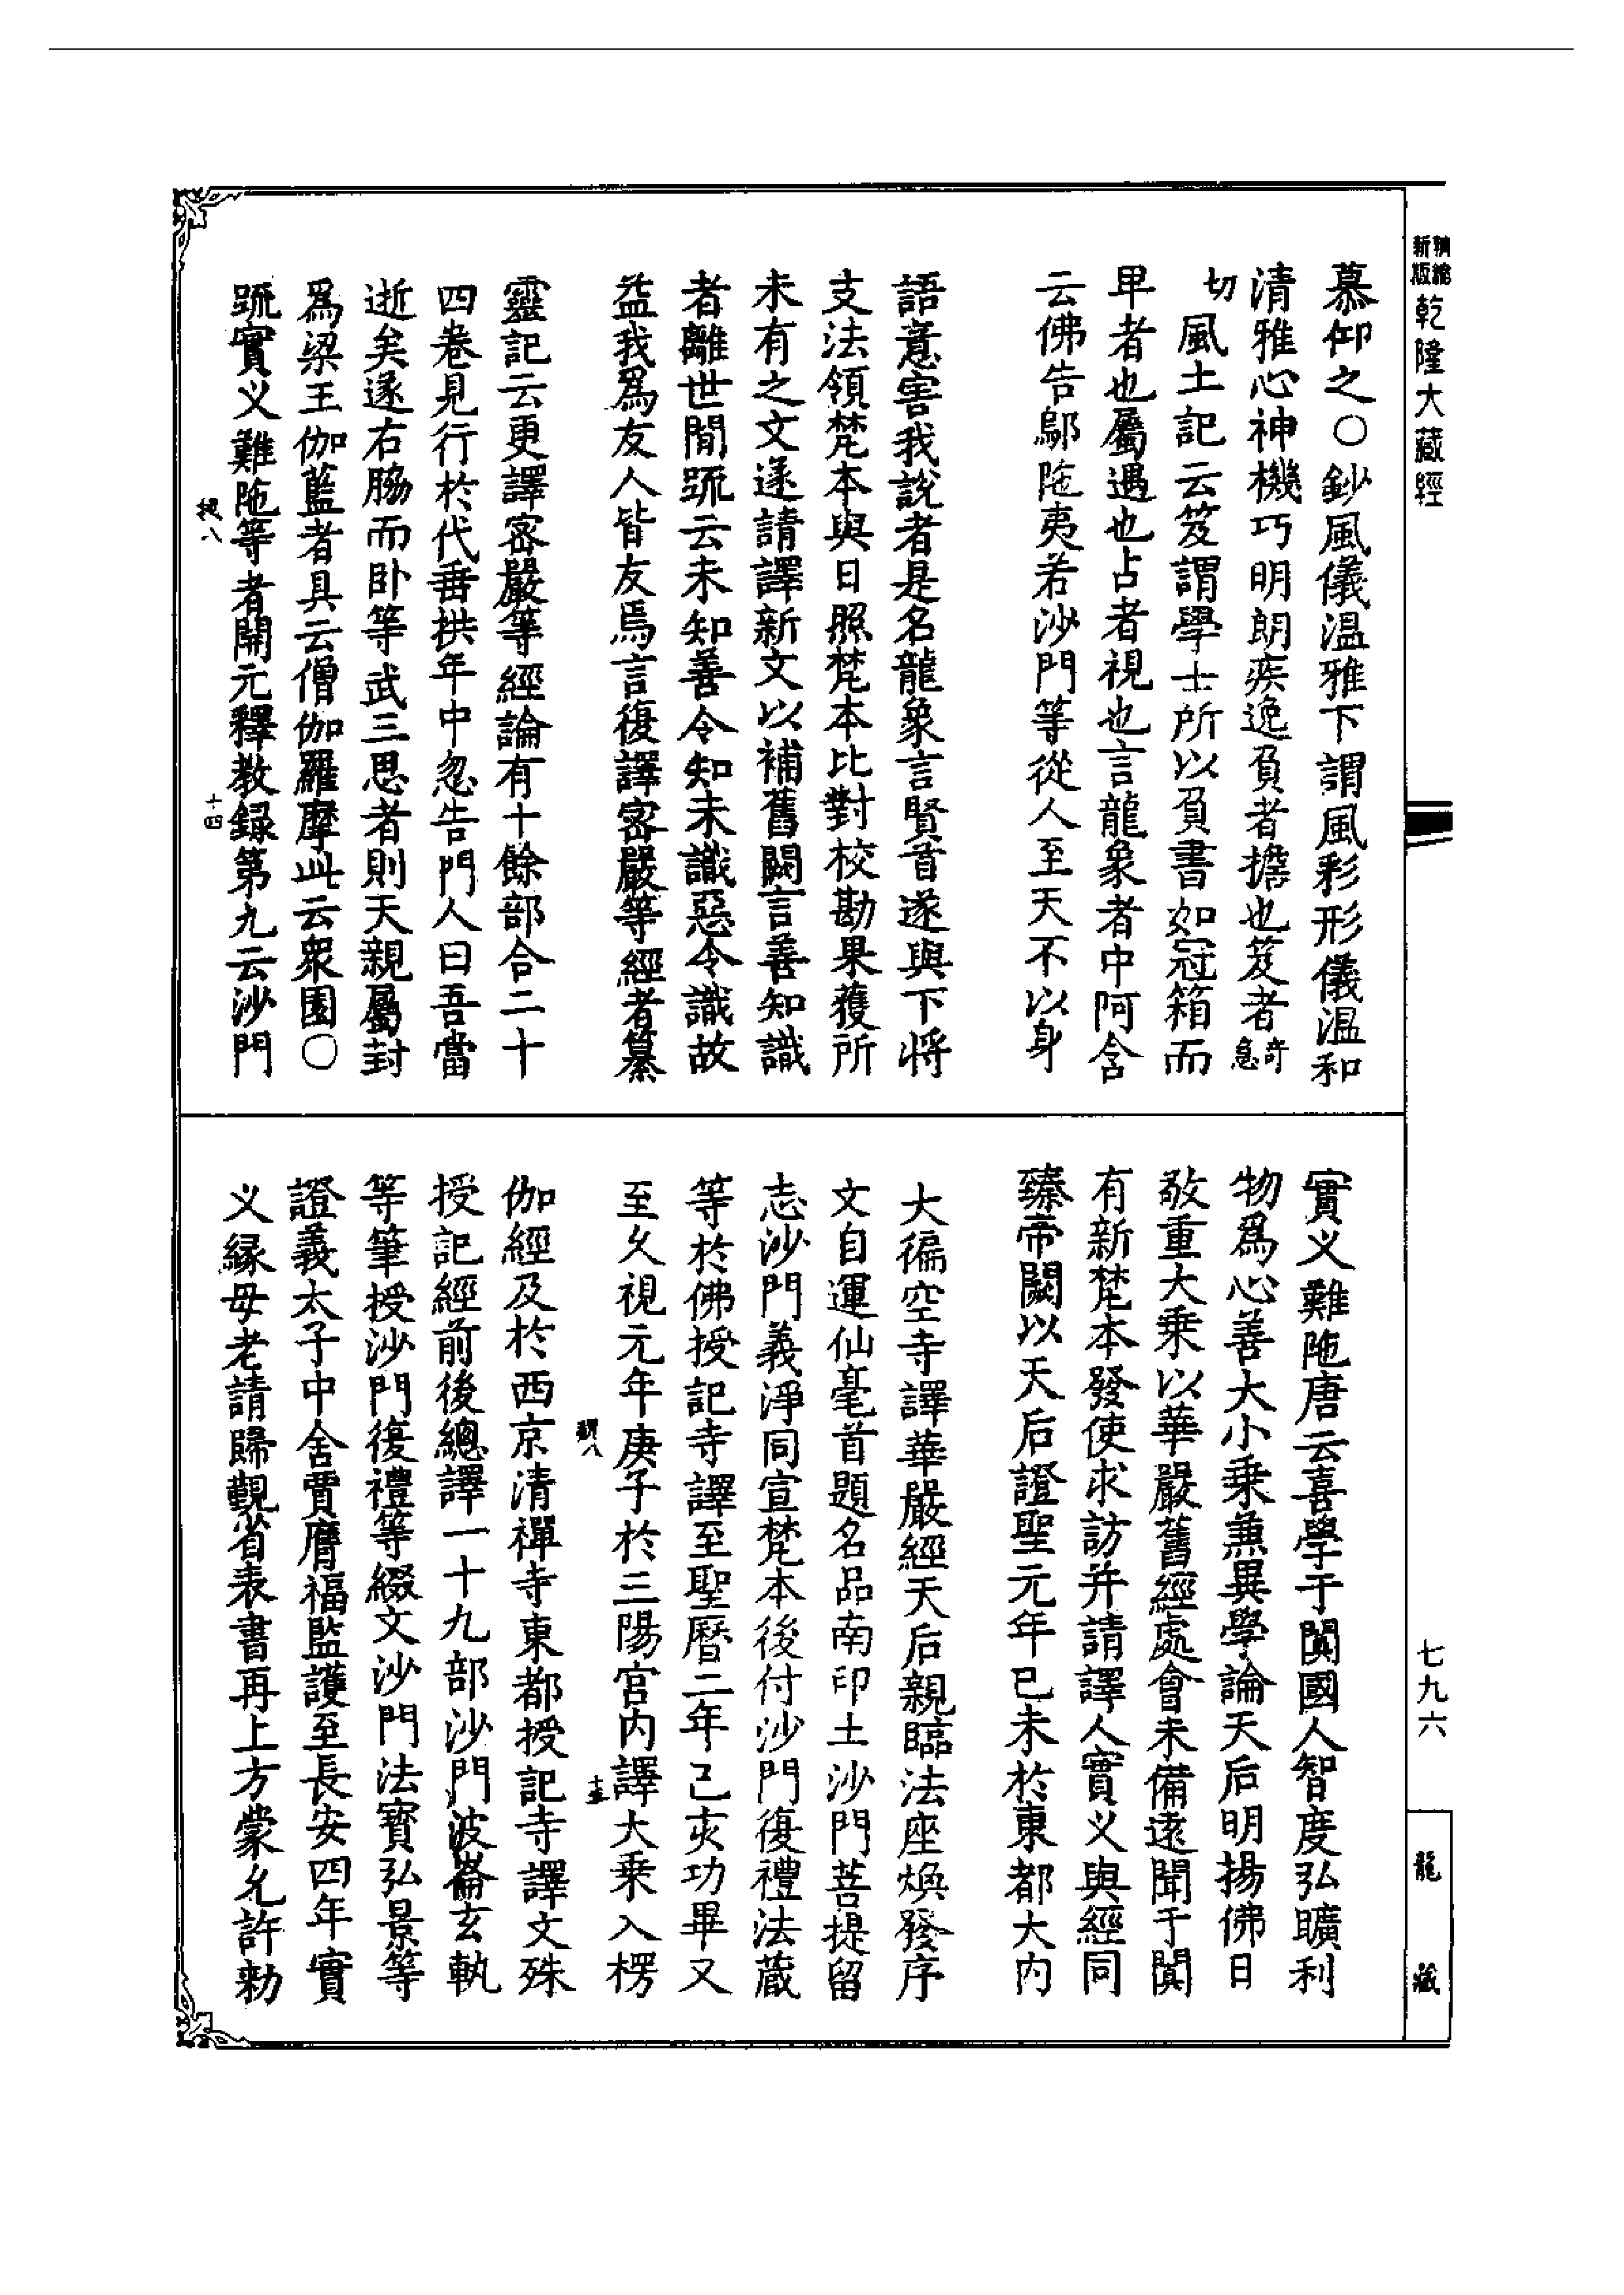 精縮新版乾隆大藏經
慕仰之○鈔風儀温雅下謂風彩形儀温和
清雅心神機巧明朗疾逸負者擔也笈者奇急
切風土記云笈謂學士所以負書如冠箱而
卑者也屬遇也占者視也言龍象者中阿含
云佛告鄔陁夷若沙門等從人至天不以身
語意害我說者是名龍象言賢首遂與下將
支法領梵本與日照梵本比對校勘果獲所
未有之文遂請譯新文以補舊闕言善知識
者離世間䟽云未知善令知未識惡令識故
益我爲友人皆友焉言復譯密嚴等經者纂
靈記云更譯密嚴等經論有十餘部合二十
四卷見行於代垂拱年中忽告門人曰吾當
逝矣遂右脇而卧等武三思者則天親屬封
爲梁王伽藍者具云僧伽羅摩此云衆園○
䟽實义難陁等者開元釋教録第九云沙門
十四
實义難陁唐云喜學于闐國人智度弘曠利
物爲心善大小乘兼異學論天后明揚佛日
敬重大乘以華嚴舊經處會未備遠聞于闐
有新梵本發使求訪并請譯人實义與經同
臻帝闕以天后證聖元年已未於東都大内
大徧空寺譯華嚴經天后親臨法座煥發序
文自運仙毫首題名品南印土沙門菩提留
志沙門義淨同宣梵本後付沙門復禮法藏
等於佛授記寺譯至聖曆二年己亥功畢又
至久視元年庚子於三陽宫内譯大乘入楞
伽經及於西京清禪寺東都授記寺譯文殊
授記經前後總譯一十九部沙門波崙玄軌
等筆授沙門復禮等綴文沙門法寶弘景等
證義太子中舍賈膺福監護至長安四年實
义縁母老請歸覲省表書再上方蒙允許勅
七九六
龍藏